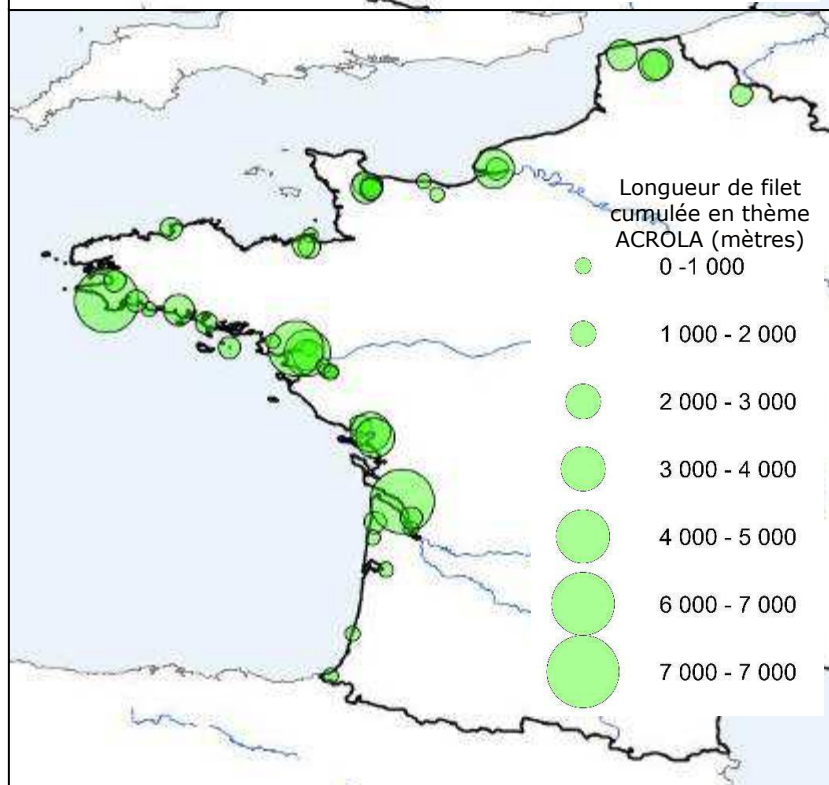 Longueur de filet
cumulée en thème
ACROLA (mètres)
0 -1 000
1 000 - 2 000
2 000 - 3 000
3 000 - 4 000
4 000 - 5 000
6 000 - 7 000
7 000 - 7 000